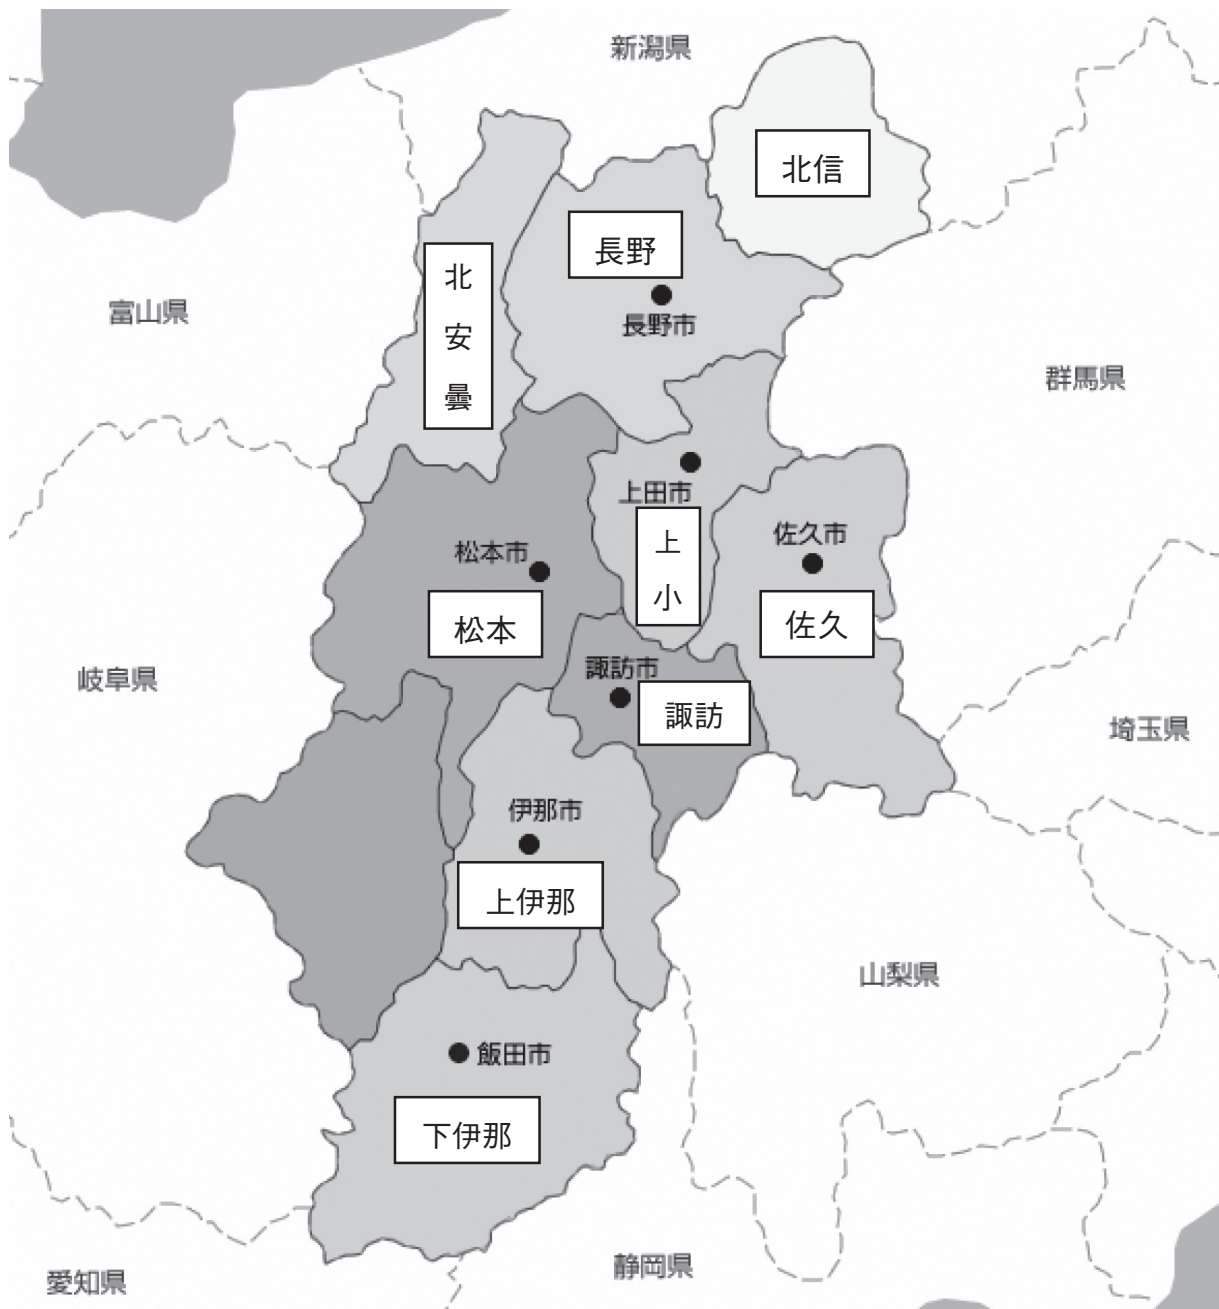 新潟県
北信
長野
北安曇
富山県
長野市
群馬県
上田市
佐久市
松本市
上小
松本
佐久
岐阜県
諏訪市
諏訪
埼玉県
伊那市
上伊那
山梨県
飯田市
下伊那
静岡県
愛知県